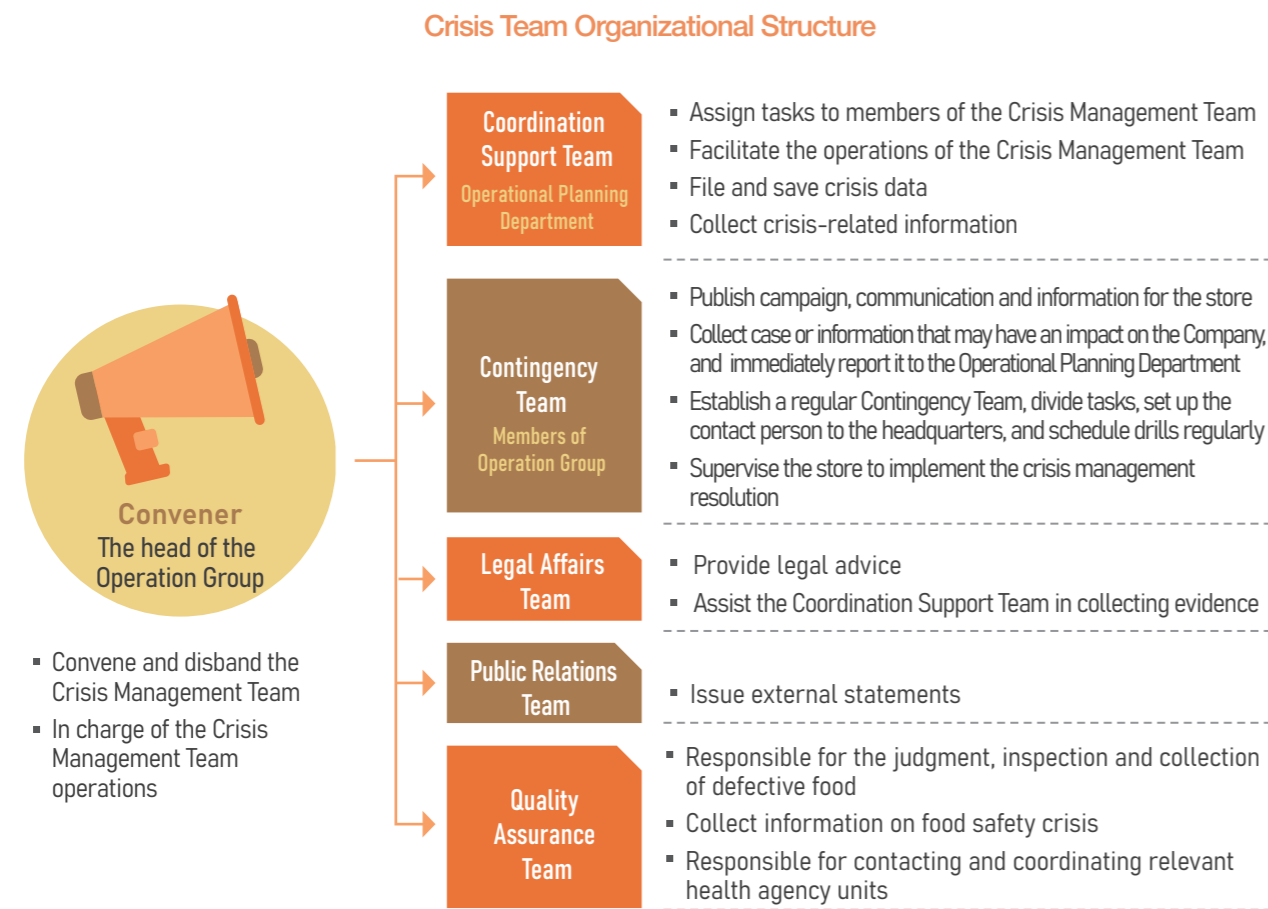 Crisis Team Organizational Structure
Convener
The head of the
Operation Group
▪ Convene and disband the
Crisis Management Team
▪ In charge of the Crisis
Management Team
operations
Coordination
Support Team
Operational Planning
Department
▪ Assign tasks to members of the Crisis Management Team
▪ Facilitate the operations of the Crisis Management Team
▪ File and save crisis data
▪ Collect crisis-related information
Contingency
Team
Members of
Operation Group
▪ Publish campaign, communication and information for the store
▪ Collect case or information that may have an impact on the Company,
and immediately report it to the Operational Planning Department
▪ Establish a regular Contingency Team, divide tasks, set up the
contact person to the headquarters, and schedule drills regularly
▪ Supervise the store to implement the crisis management
resolution
Legal Affairs
Team
▪ Provide legal advice
▪ Assist the Coordination Support Team in collecting evidence
Public Relations
Team
▪ Issue external statements
Quality
Assurance
Team
▪ Responsible for the judgment, inspection and collection
of defective food
▪ Collect information on food safety crisis
▪ Responsible for contacting and coordinating relevant
health agency units